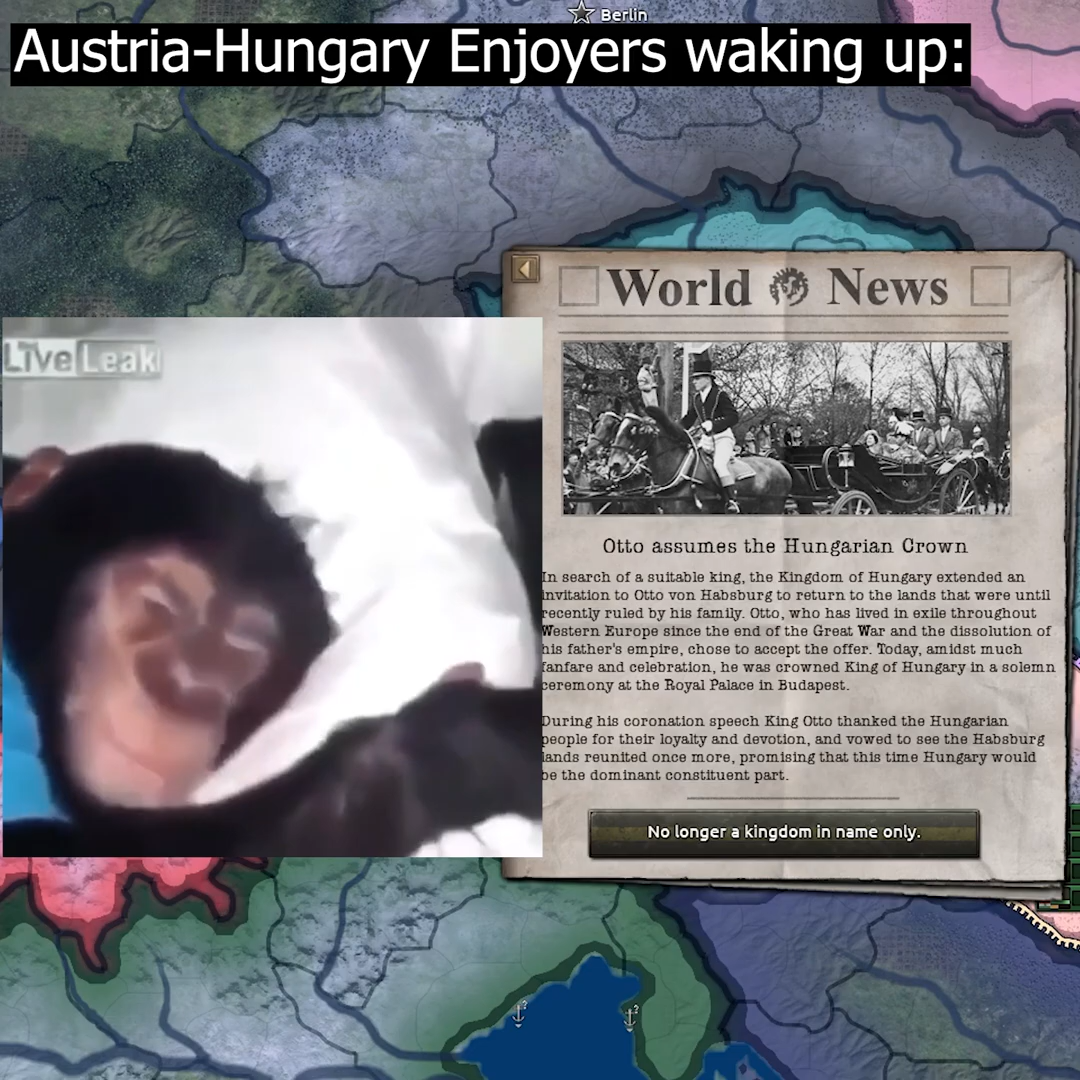 Berlin
Austria-Hungary Enjoyers waking up:
World News
LiveLeak
Otto assumes the Hungarian Crown
In search of a suitable king, the Kingdom of Hungary extended an
invitation to Otto von Habsburg to return to the lands that were until
recently ruled by his family. Otto, who has lived in exile throughout
Western Europe since the end of the Great War and the dissolution of
his father's empire, chose to accept the offer. Today, amidst much
fanfare and celebration, he was crowned King of Hungary in a solemn
ceremony at the Royal Palace in Budapest.
During his coronation speech King Otto thanked the Hungarian
people for their loyalty and devotion, and vowed to see the Habsburg
lands reunited once more, promising that this time Hungary would
be the dominant constituent part.
No longer a kingdom in name only.
? ?